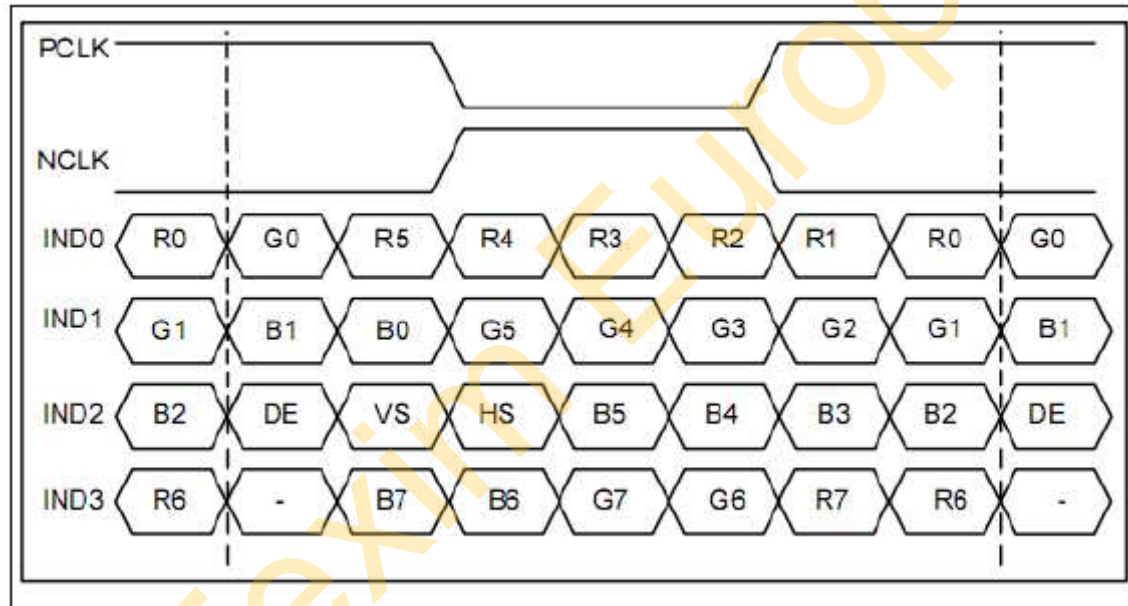 PCLK
NCLK
IND0 R0 G0 R5 R4 R3 R2 R1 R0 G0
IND1 G1 B1 B0 G5 G4 G3 G2 G1 B1
IND2 B2 DE VS HS B5 B4 B3 B2 DE
IND3 R6 - B7 B6 G7 G6 R7 R6 -
exim Europ